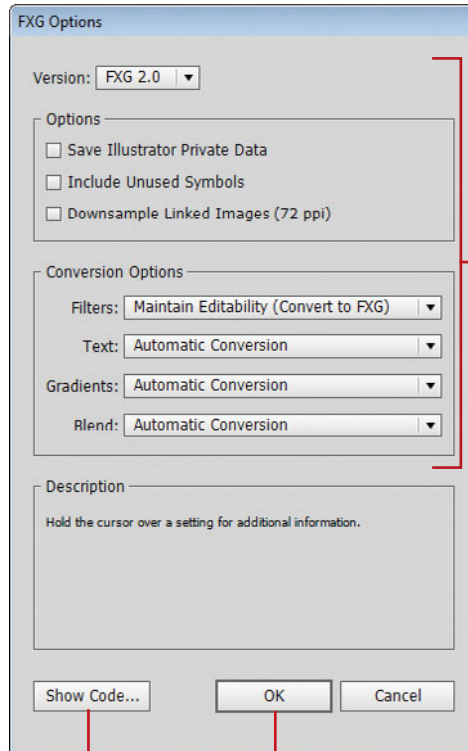 FXG Options
Version: FXG 2.0
Options
Save Illustrator Private Data
Include Unused Symbols
Downsample Linked Images (72 ppi)
Conversion Options
Filters: Maintain Editability (Convert to FXG)
Text: Automatic Conversion
Gradients: Automatic Conversion
Blend: Automatic Conversion
Description
Hold the cursor over a setting for additional information.
Show Code... OK Cancel